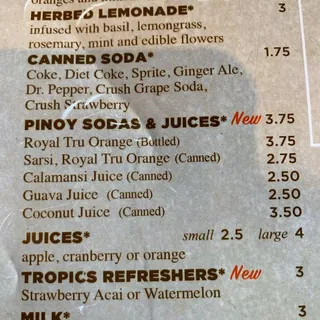 HERBED LEMONADE* 3
infused with basil, lemongrass,
rosemary, mint and edible flowers
CANNED SODA* 1.75
Coke, Diet Coke, Sprite, Ginger Ale,
Dr. Pepper, Crush Grape Soda,
Crush Strawberry
PINOY SODAS & JUICES* New 3.75
Royal Tru Orange (Bottled) 3.75
Sarsi, Royal Tru Orange (Canned) 2.75
Calamansi Juice (Canned) 2.50
Guava Juice (Canned) 2.50
Coconut Juice (Canned) 3.50
JUICES* small 2.5 large 4
apple, cranberry or orange
TROPICS REFRESHERS* New 3
Strawberry Acai or Watermelon
MILK* 3